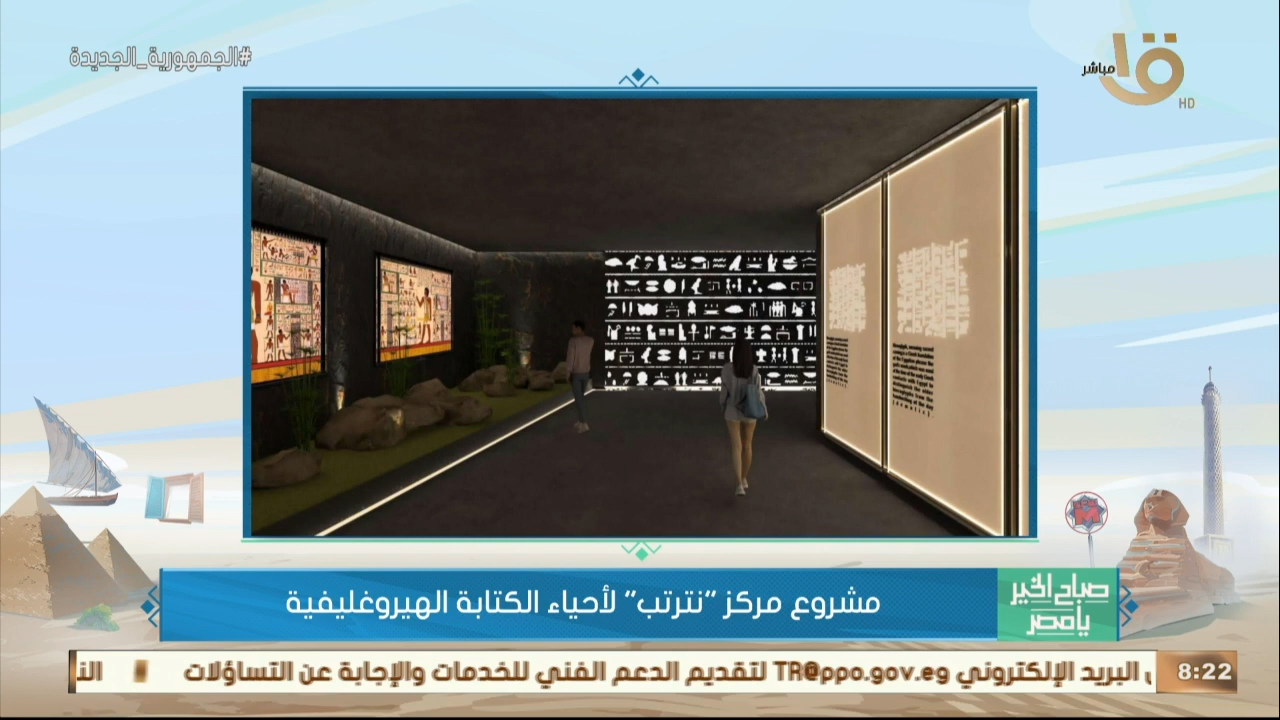 #الجمهورية_الجديدة
مباشر
HD
مشروع مركز “نترتب” لأحياء الكتابة الهيروغليفية
صباح الخير
يا مصر
البريد الإلكتروني TR@ppo.gov.eg لتقديم الدعم الفني للخدمات والإجابة عن التساؤلات
8:22